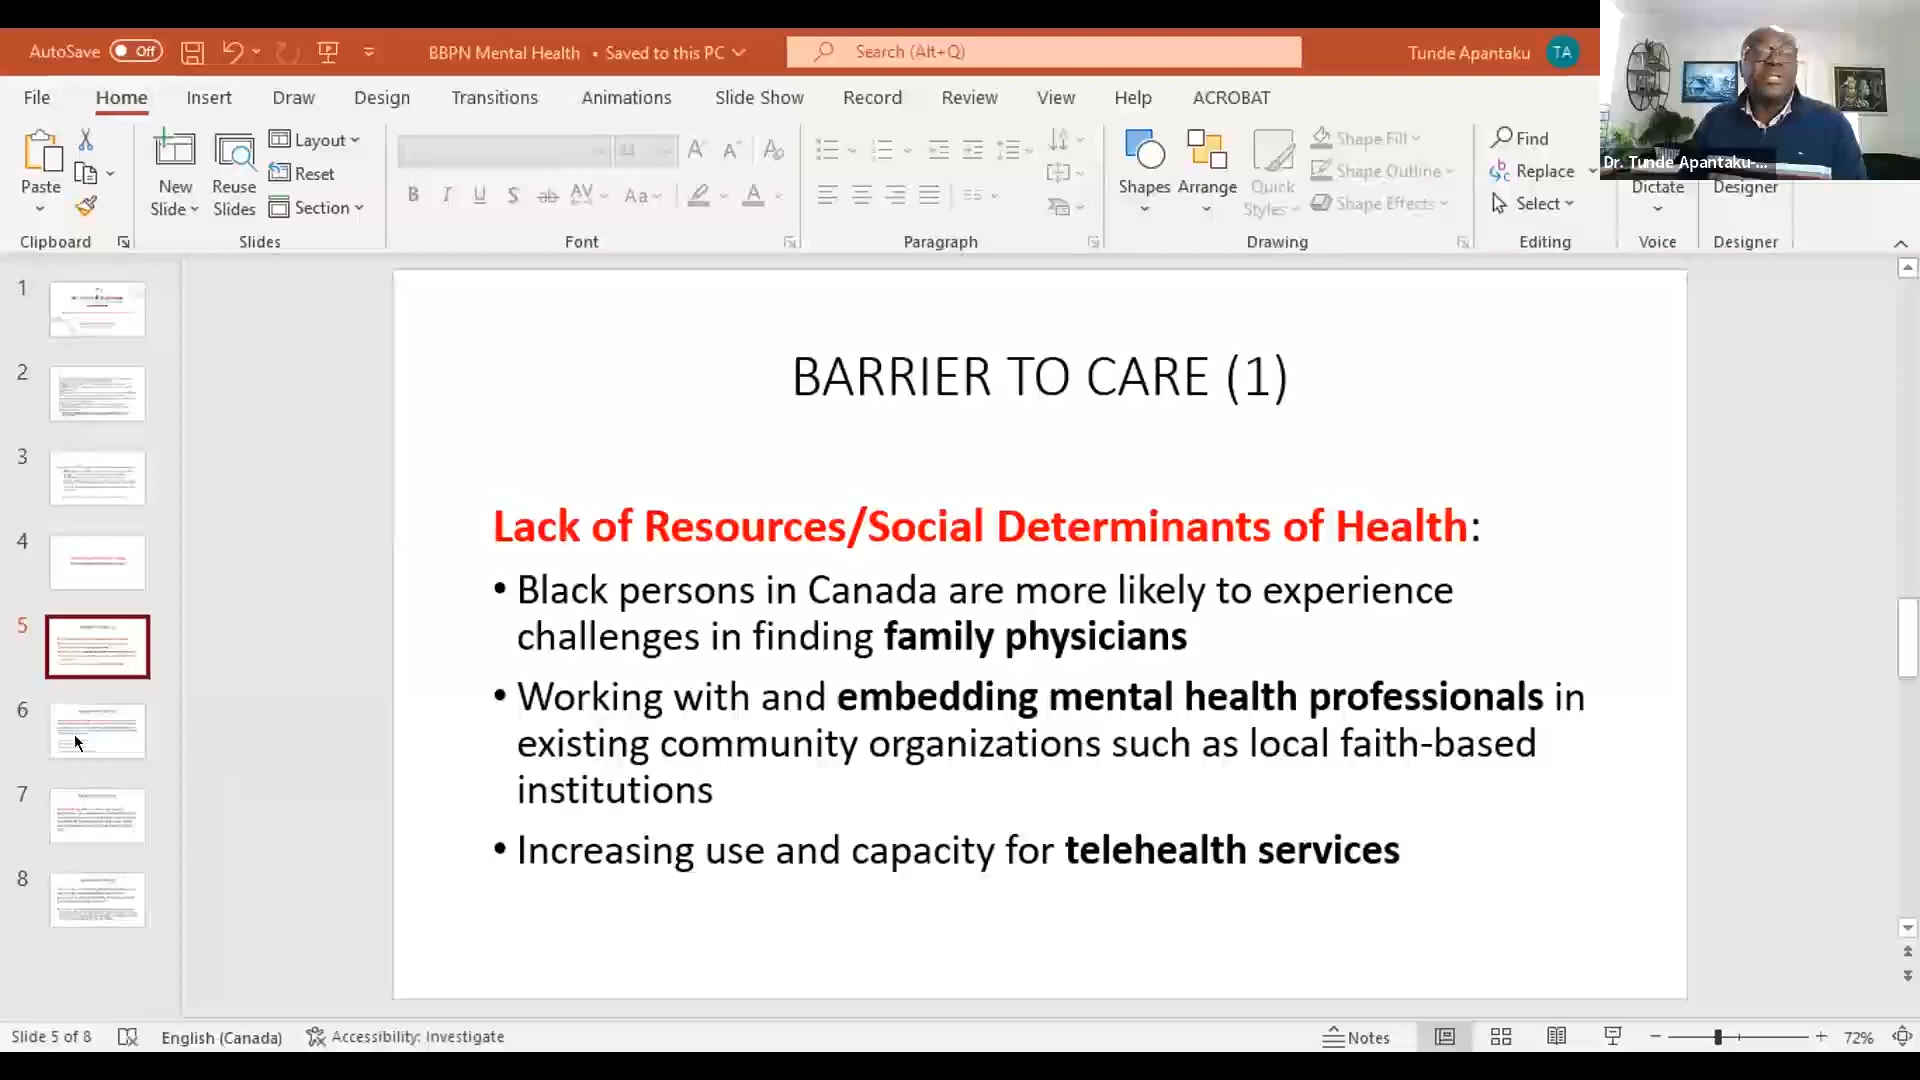 AutoSave Off
BBPN Mental Health • Saved to this PC
Search (Alt+Q)
Tunde Apantaku TA
File Home Insert Draw Design Transitions Animations Slide Show Record Review View Help ACROBAT
Dr. Tunde Apantaku-...
Paste
New
Slide
Reuse
Slides
Layout
Reset
Section
44
Shapes
Arrange
Quick
Styles
Shape Fill
Shape Outline
Shape Effects
Find
Replace
Select
Dictate
Designer
Clipboard Slides Font Paragraph Drawing Editing Voice Designer
1
2
3
4
5
6
7
8
BARRIER TO CARE (1)
Lack of Resources/Social Determinants of Health:
• Black persons in Canada are more likely to experience
challenges in finding family physicians
• Working with and embedding mental health professionals in
existing community organizations such as local faith-based
institutions
• Increasing use and capacity for telehealth services
Slide 5 of 8 English (Canada) Accessibility: Investigate Notes 72%